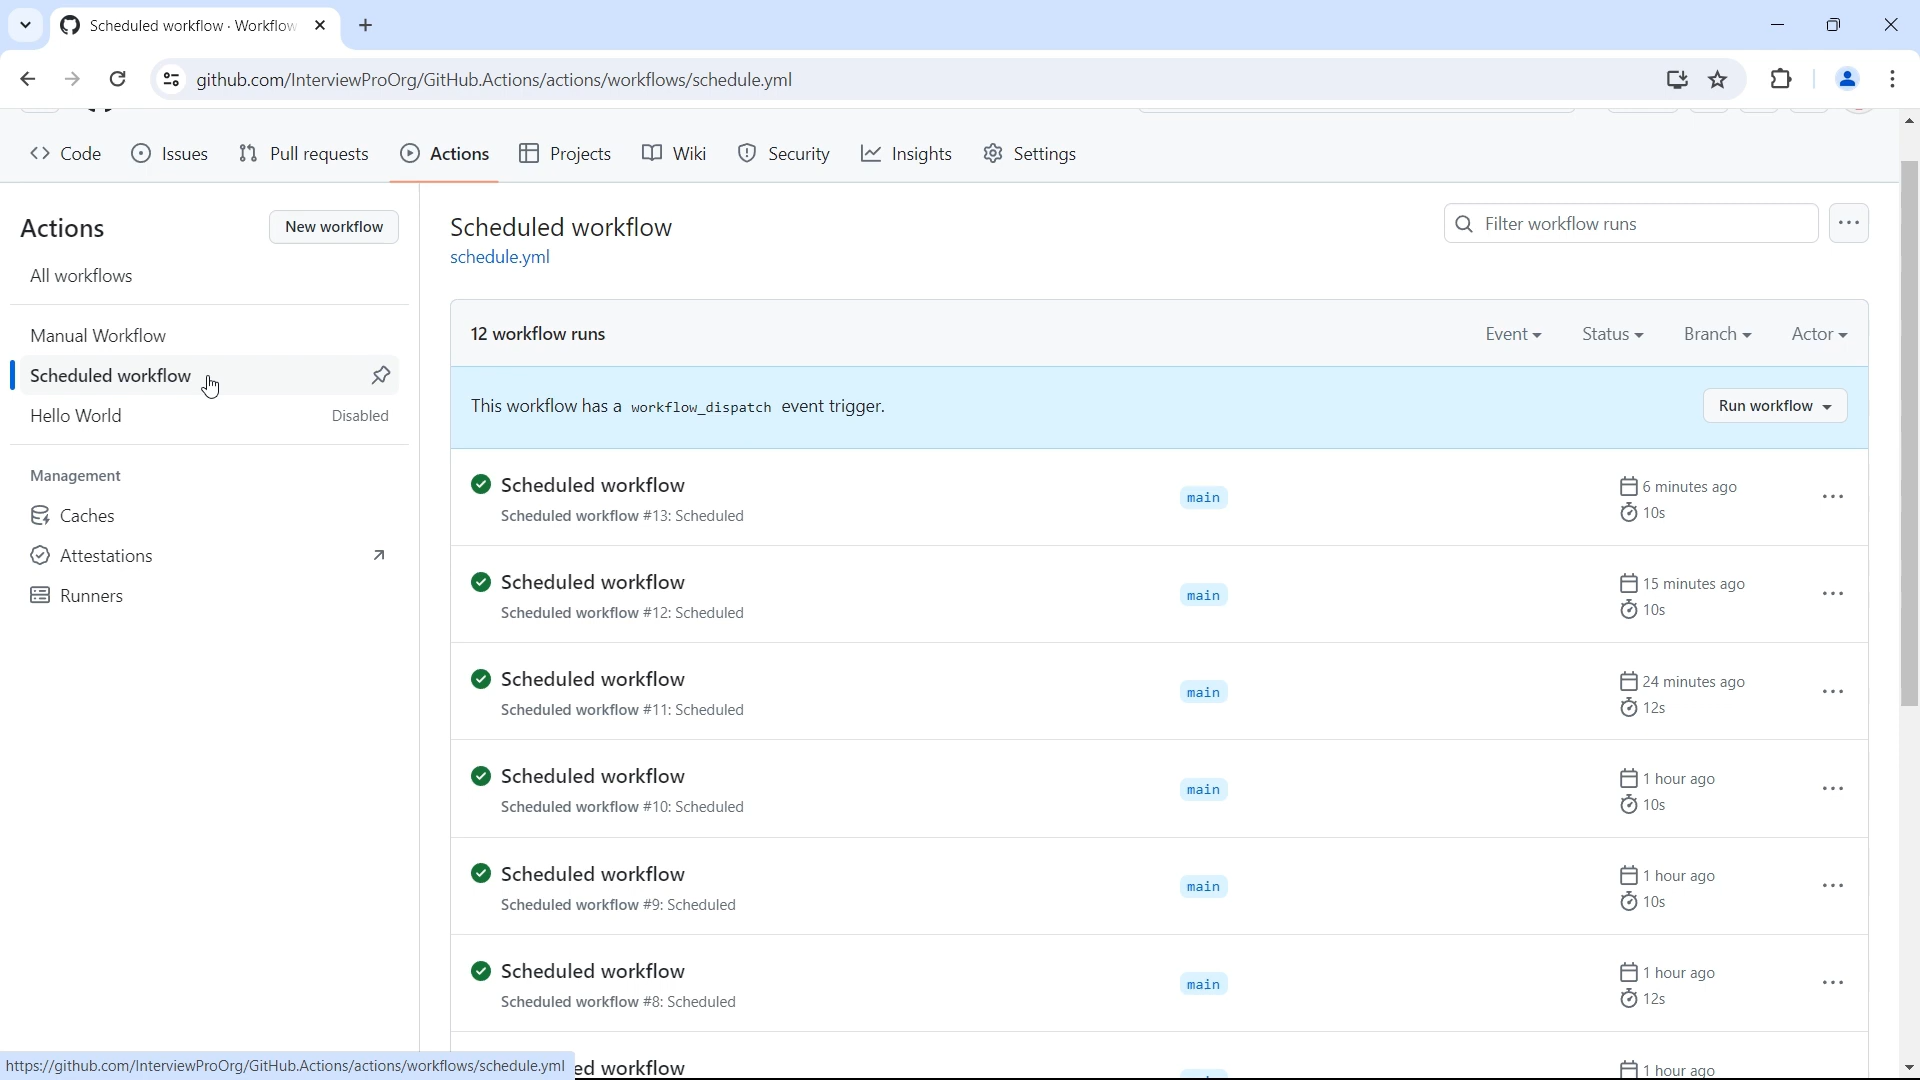 Scheduled workflow · Workflow
github.com/InterviewProOrg/GitHub.Actions/actions/workflows/schedule.yml
Code Issues Pull requests Actions Projects Wiki Security Insights Settings
Actions
New workflow
All workflows
Manual Workflow
Scheduled workflow
Hello World Disabled
Management
Caches
Attestations
Runners
Scheduled workflow
schedule.yml
Filter workflow runs
12 workflow runs
Event Status Branch Actor
This workflow has a workflow_dispatch event trigger.
Run workflow
Scheduled workflow
Scheduled workflow #13: Scheduled
main
6 minutes ago
10s
Scheduled workflow
Scheduled workflow #12: Scheduled
main
15 minutes ago
10s
Scheduled workflow
Scheduled workflow #11: Scheduled
main
24 minutes ago
12s
Scheduled workflow
Scheduled workflow #10: Scheduled
main
1 hour ago
10s
Scheduled workflow
Scheduled workflow #9: Scheduled
main
1 hour ago
10s
Scheduled workflow
Scheduled workflow #8: Scheduled
main
1 hour ago
12s
ed workflow
1 hour ago
https://github.com/InterviewProOrg/GitHub.Actions/actions/workflows/schedule.yml